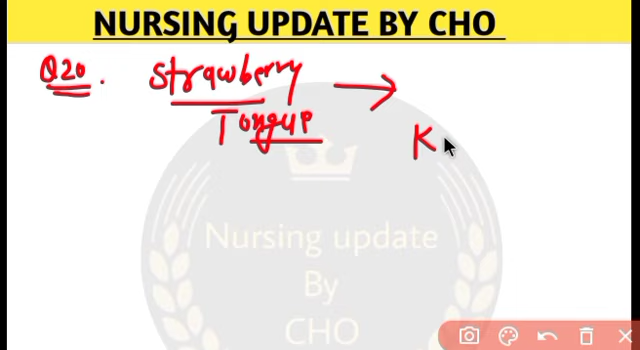 NURSING UPDATE BY CHO
Q20. Strawberry →
Tongue
K
Nursing update
By
CHO